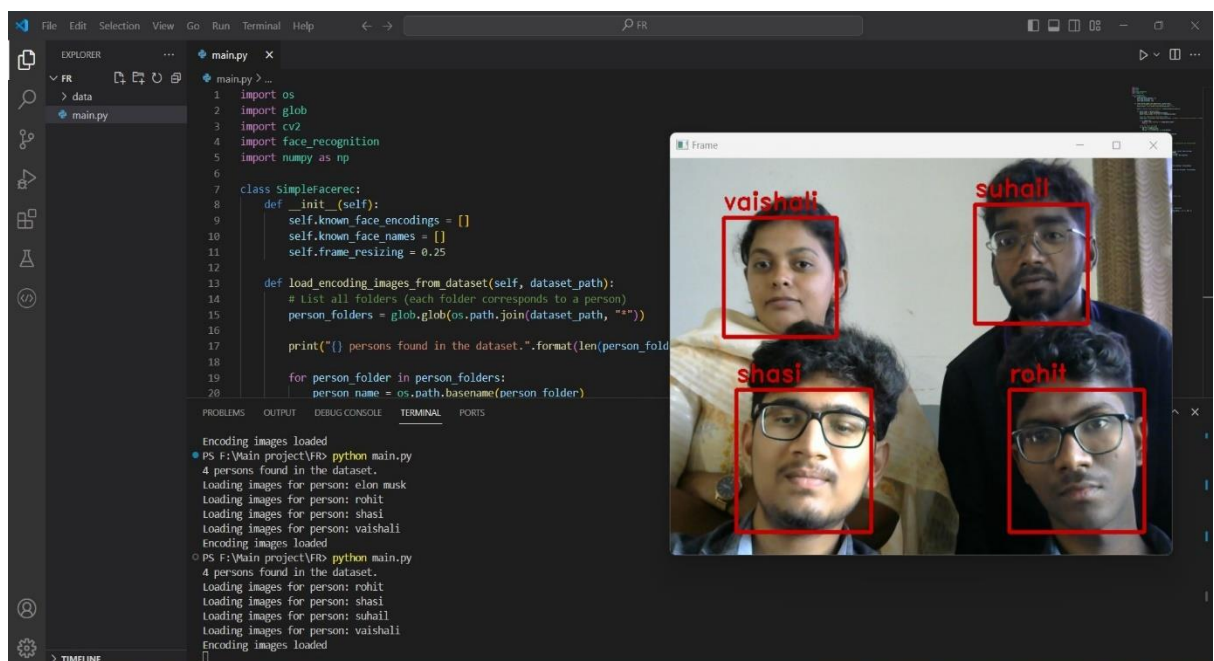 File Edit Selection View Go Run Terminal Help
FR
EXPLORER
FR
data
main.py
TIMELINE
main.py
main.py > ...
1 import os
2 import glob
3 import cv2
4 import face_recognition
5 import numpy as np
6
7 class SimpleFacerec:
8 def __init__(self):
9 self.known_face_encodings = []
10 self.known_face_names = []
11 self.frame_resizing = 0.25
12
13 def load_encoding_images_from_dataset(self, dataset_path):
14 # List all folders (each folder corresponds to a person)
15 person_folders = glob.glob(os.path.join(dataset_path, "*"))
16
17 print("{} persons found in the dataset.".format(len(person_fold
18
19 for person_folder in person_folders:
20 person_name = os.path.basename(person_folder)
Frame
vaishali
suhail
shasi
rohit
PROBLEMS OUTPUT DEBUG CONSOLE TERMINAL PORTS
Encoding images loaded
PS F:\Main project\FR> python main.py
4 persons found in the dataset.
Loading images for person: elon musk
Loading images for person: rohit
Loading images for person: shasi
Loading images for person: vaishali
Encoding images loaded
PS F:\Main project\FR> python main.py
4 persons found in the dataset.
Loading images for person: rohit
Loading images for person: shasi
Loading images for person: suhail
Loading images for person: vaishali
Encoding images loaded